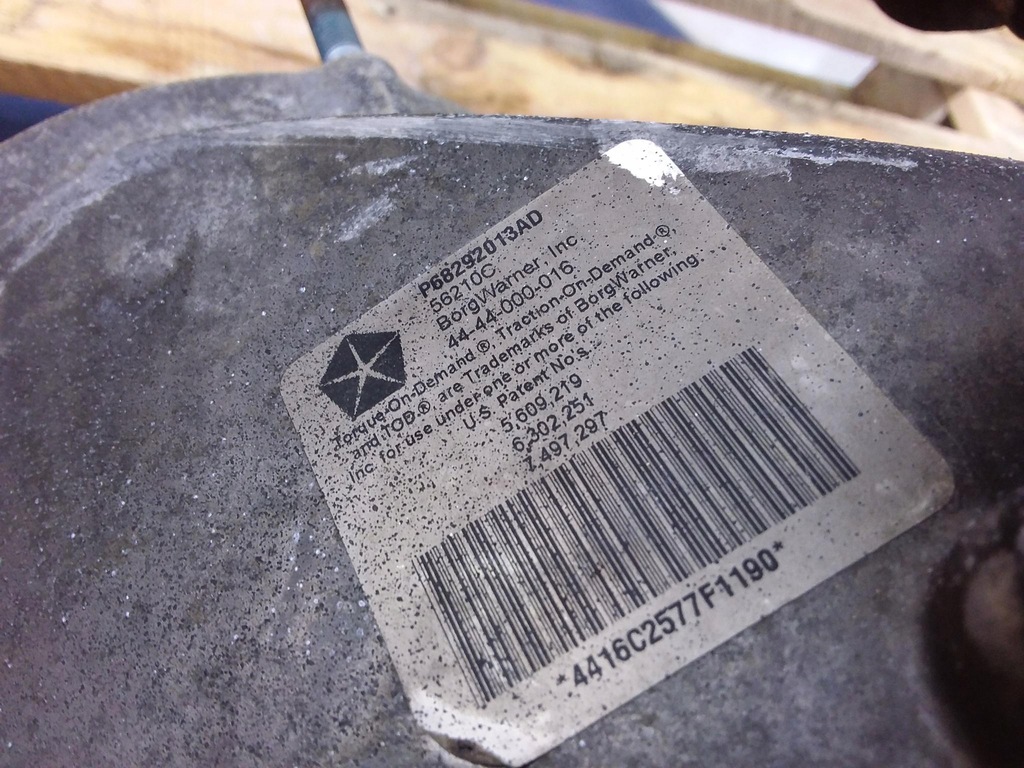 P68292013AD
56210C
BorgWarner, Inc
44-44-000-016
Torque-On-Demand®, Traction-On-Demand®,
and TOD® are Trademarks of BorgWarner,
Inc. for use under one or more of the following:
U.S. Patent No's.
5,609,219
6,302,251
7,497,297
*4416C2577F1190*